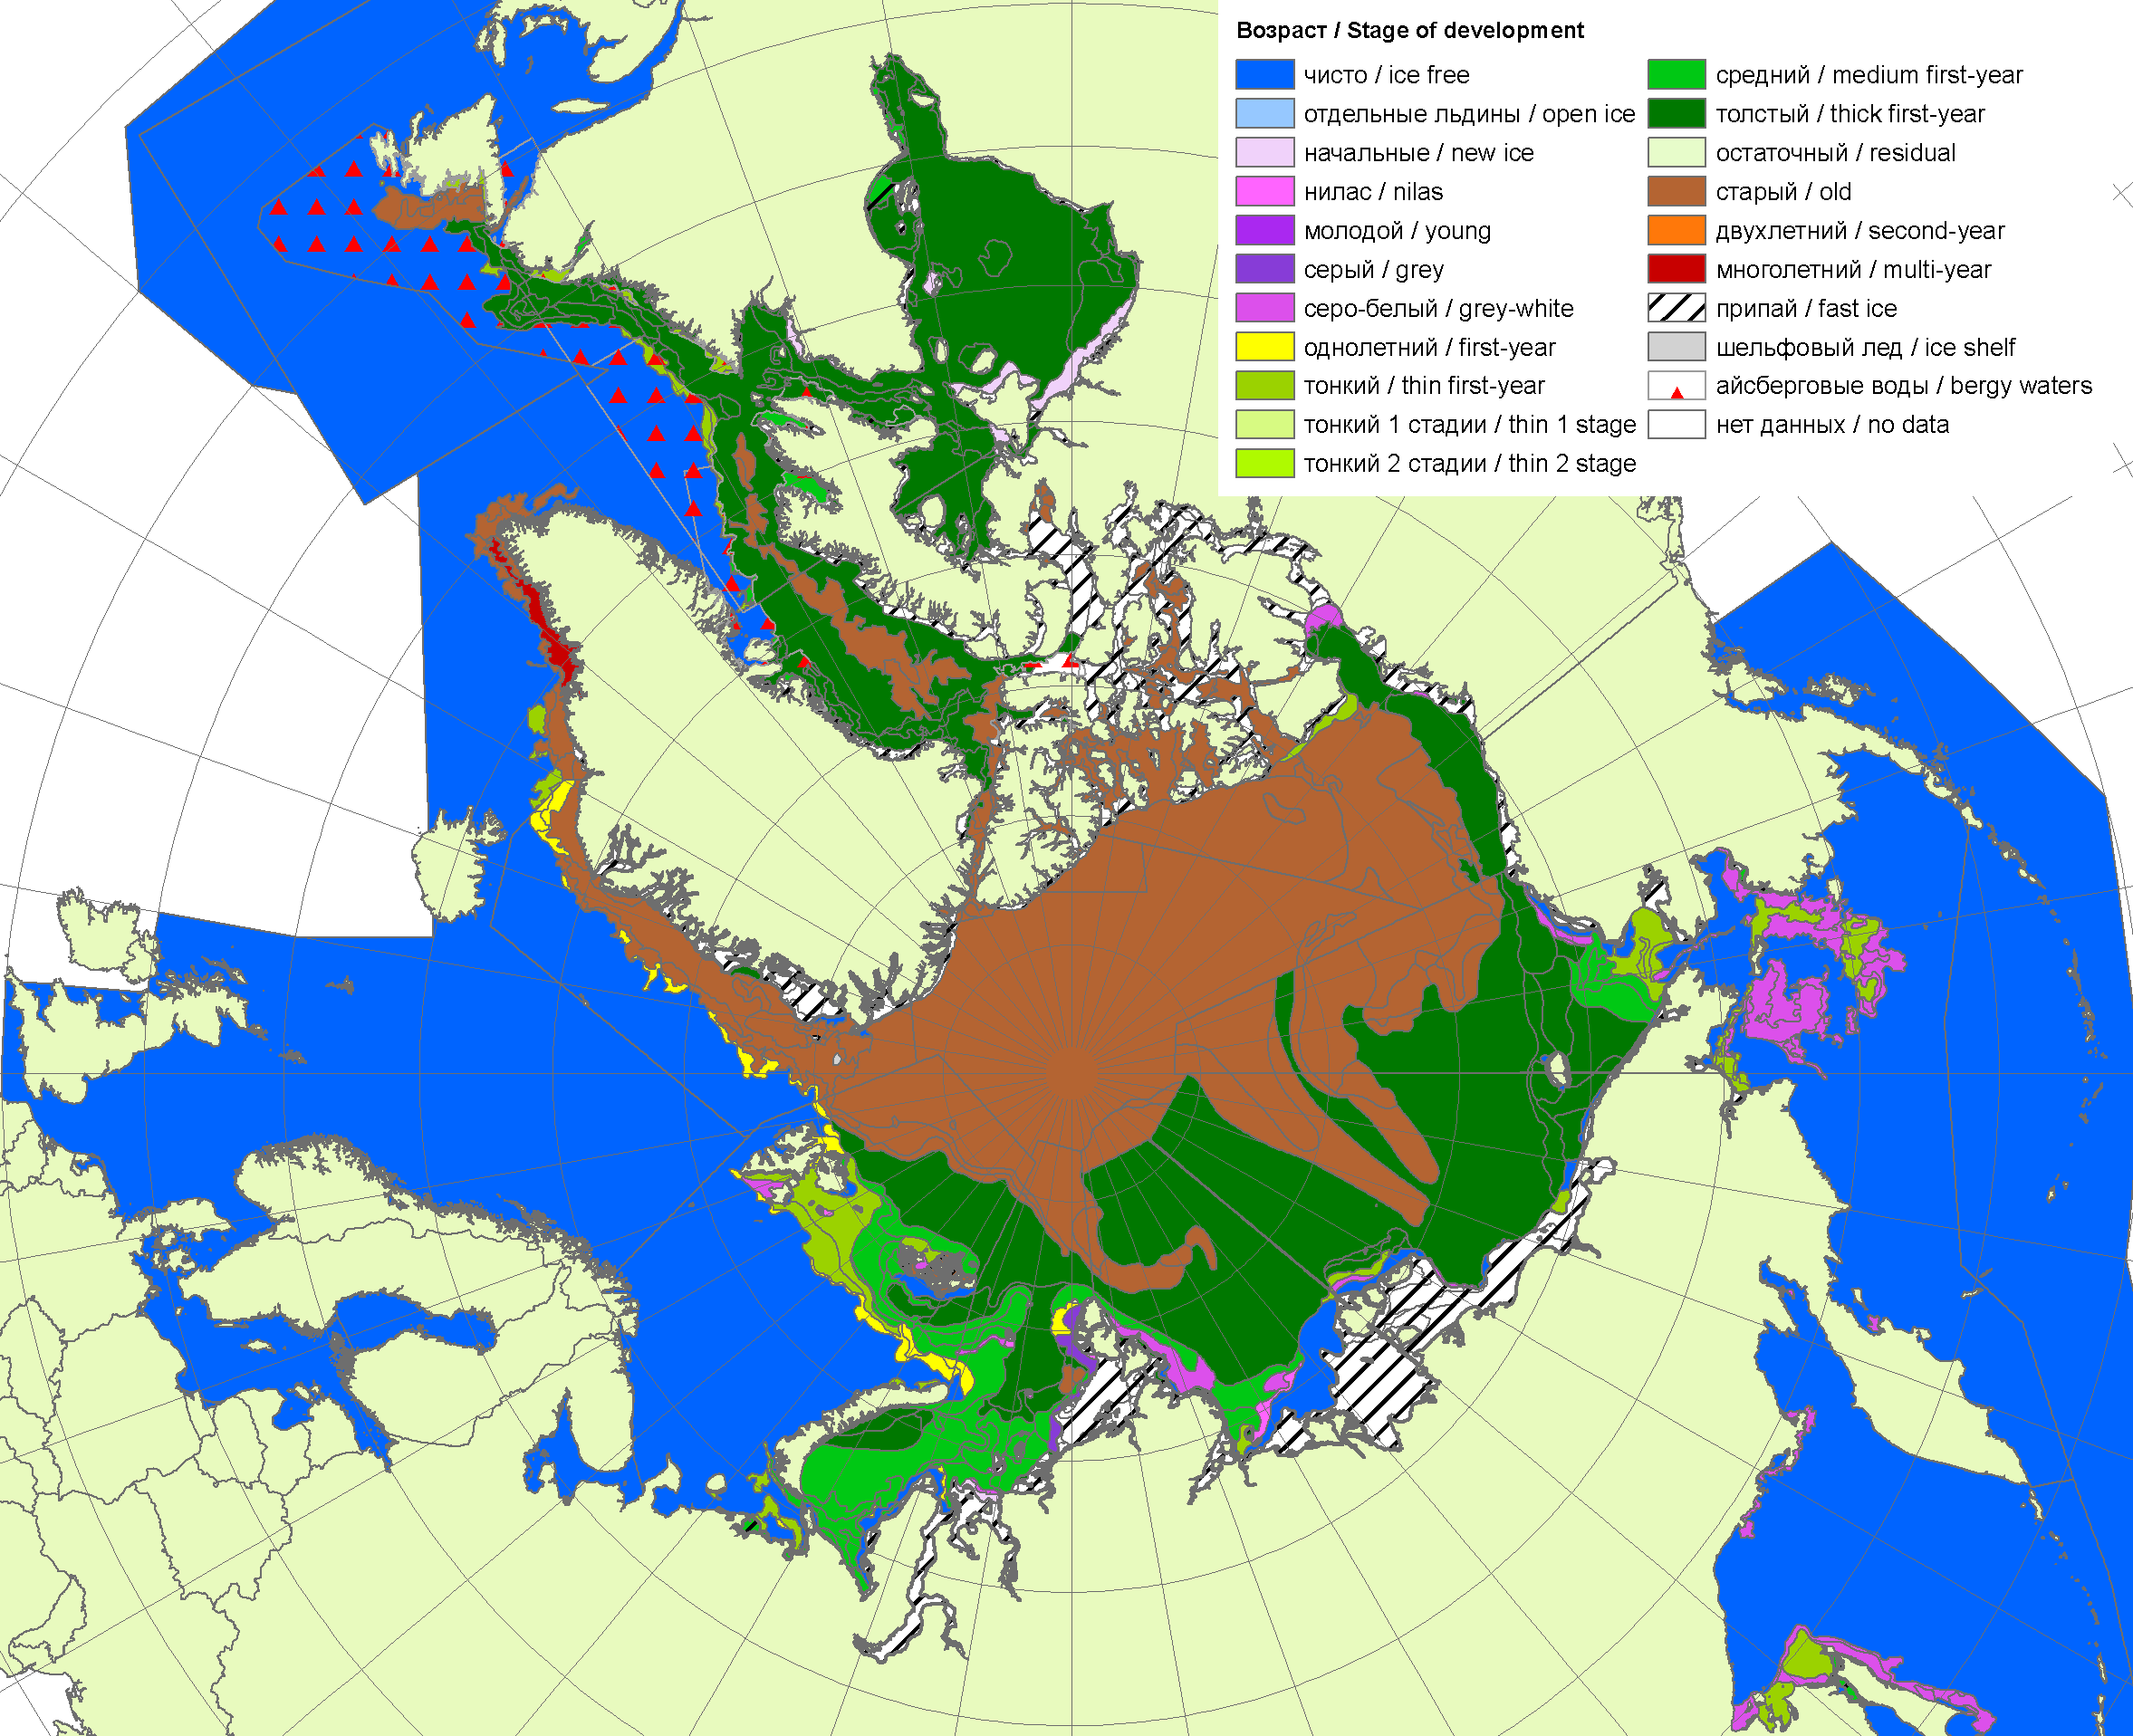 Возраст / Stage of development
чисто / ice free
отдельные льдины / open ice
начальные / new ice
нилас / nilas
молодой / young
серый / grey
серо-белый / grey-white
однолетний / first-year
тонкий / thin first-year
тонкий 1 стадии / thin 1 stage
тонкий 2 стадии / thin 2 stage
средний / medium first-year
толстый / thick first-year
остаточный / residual
старый / old
двухлетний / second-year
многолетний / multi-year
припай / fast ice
шельфовый лед / ice shelf
айсберговые воды / bergy waters
нет данных / no data